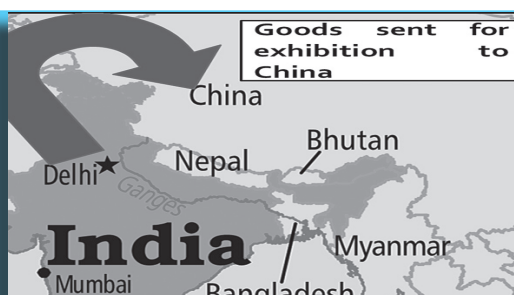 Goods sent for
exhibition to
China
China
Bhutan
Nepal
Delhi
Ganges
India
Myanmar
Mumbai
Bangladesh